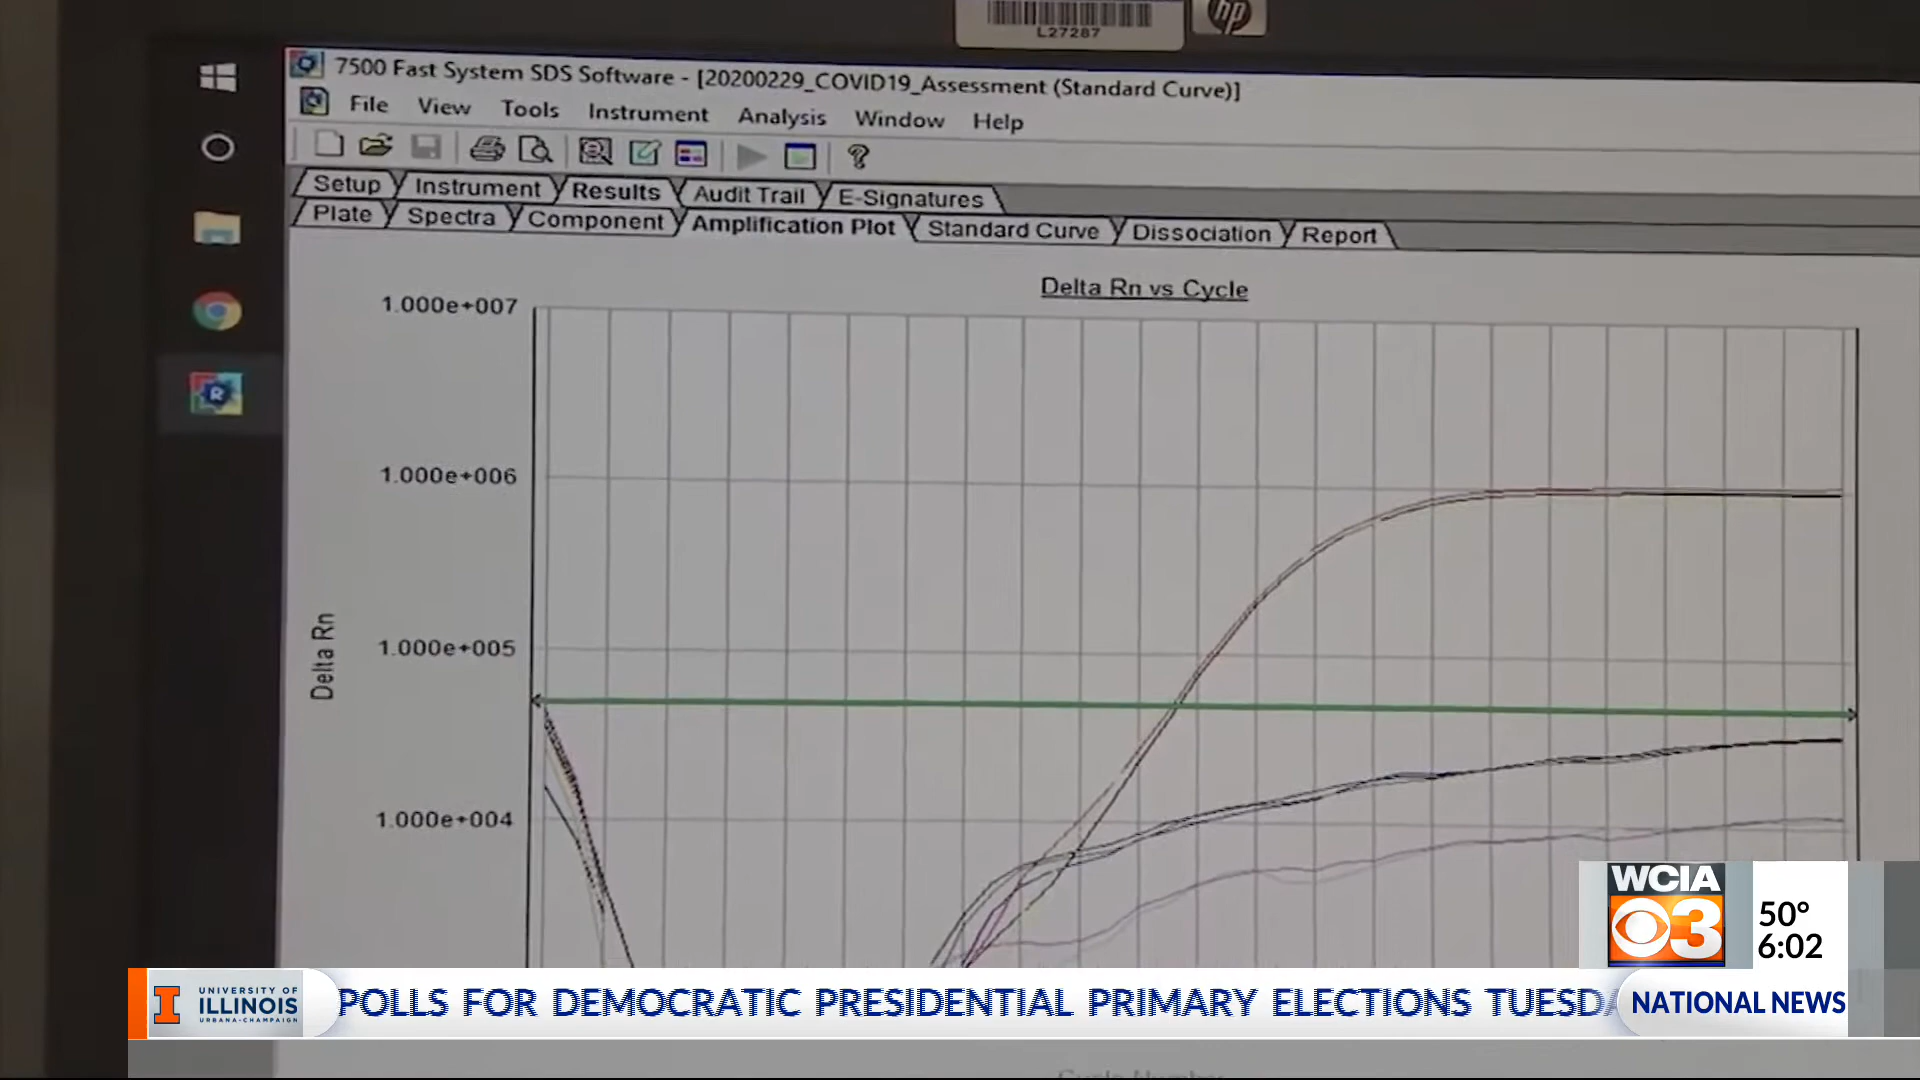 L27287
hp
7500 Fast System SDS Software - [20200229_COVID19_Assessment (Standard Curve)]
File View Tools Instrument Analysis Window Help
Setup Instrument Results Audit Trail E-Signatures
Plate Spectra Component Amplification Plot Standard Curve Dissociation Report
Delta Rn vs Cycle
1.000e+007
1.000e+006
1.000e+005
1.000e+004
Delta Rn
WCIA
3
50°
6:02
UNIVERSITY OF
ILLINOIS
URBANA-CHAMPAIGN
POLLS FOR DEMOCRATIC PRESIDENTIAL PRIMARY ELECTIONS TUESDA
NATIONAL NEWS